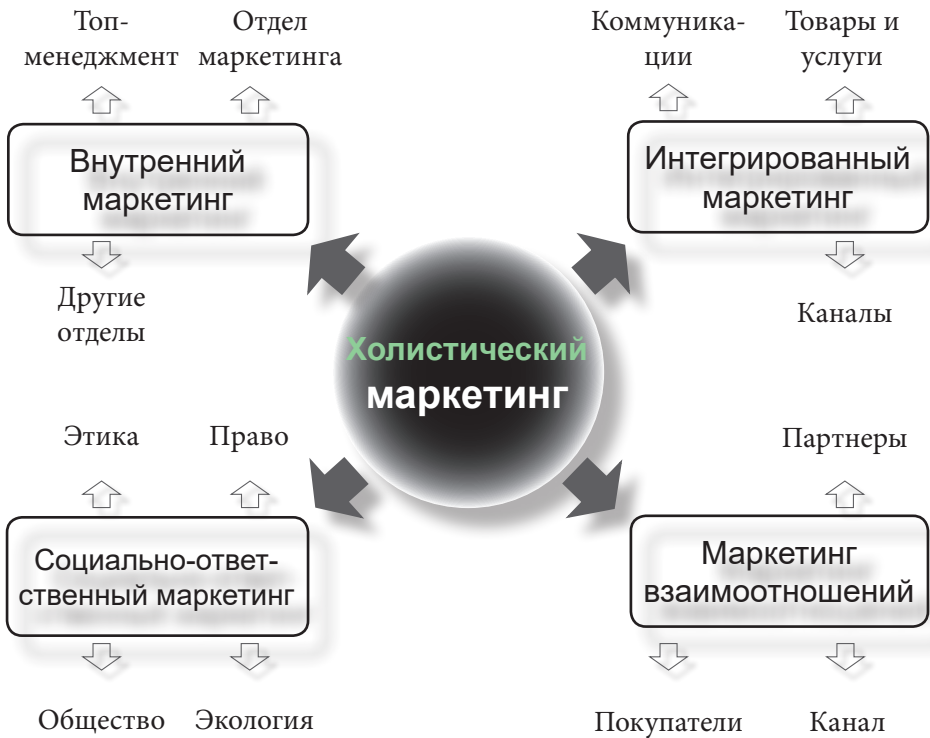 Топ-
менеджмент
Отдел
маркетинга
Коммуника-
ции
Товары и
услуги
Внутренний
маркетинг
Интегрированный
маркетинг
Другие
отделы
Каналы
Холистический
маркетинг
Этика
Право
Партнеры
Социально-ответ-
ственный маркетинг
Маркетинг
взаимоотношений
Общество
Экология
Покупатели
Канал